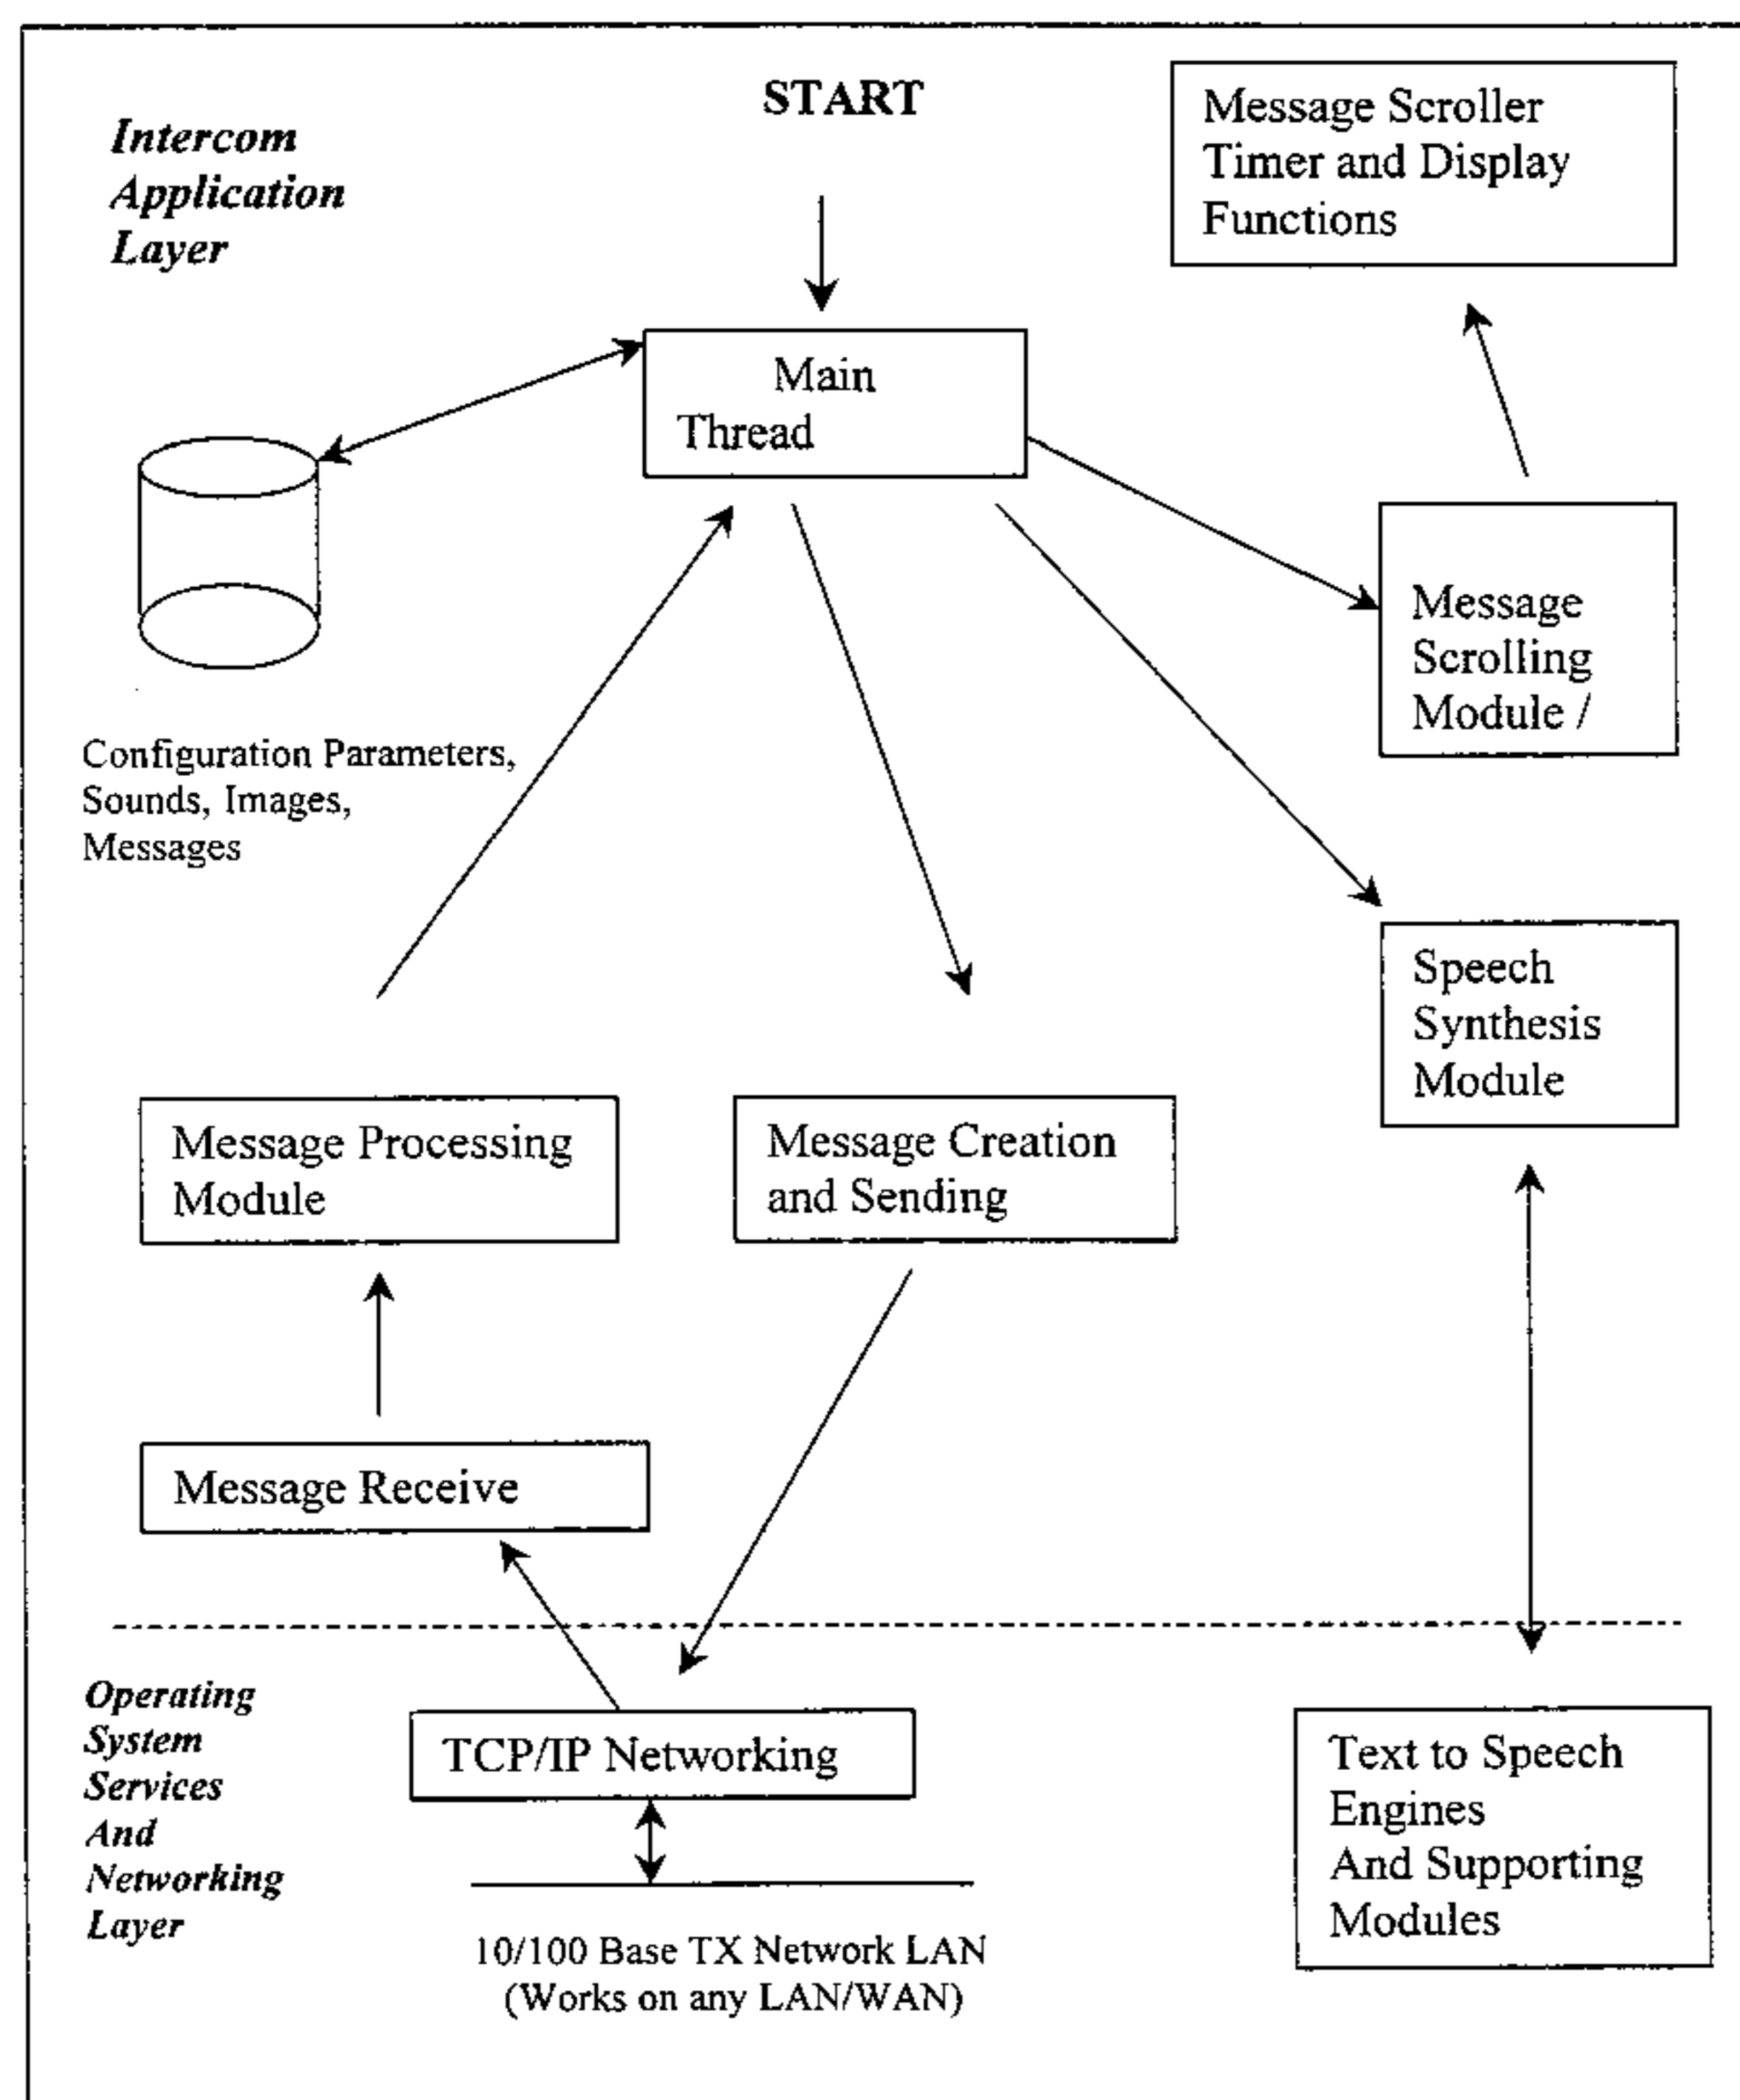 START
Intercom
Application
Layer
Message Scroller
Timer and Display
Functions
Main
Thread
Message
Scrolling
Module /
Configuration Parameters,
Sounds, Images,
Messages
Speech
Synthesis
Module
Message Processing
Module
Message Creation
and Sending
Message Receive
Operating
System
Services
And
Networking
Layer
TCP/IP Networking
10/100 Base TX Network LAN
(Works on any LAN/WAN)
Text to Speech
Engines
And Supporting
Modules